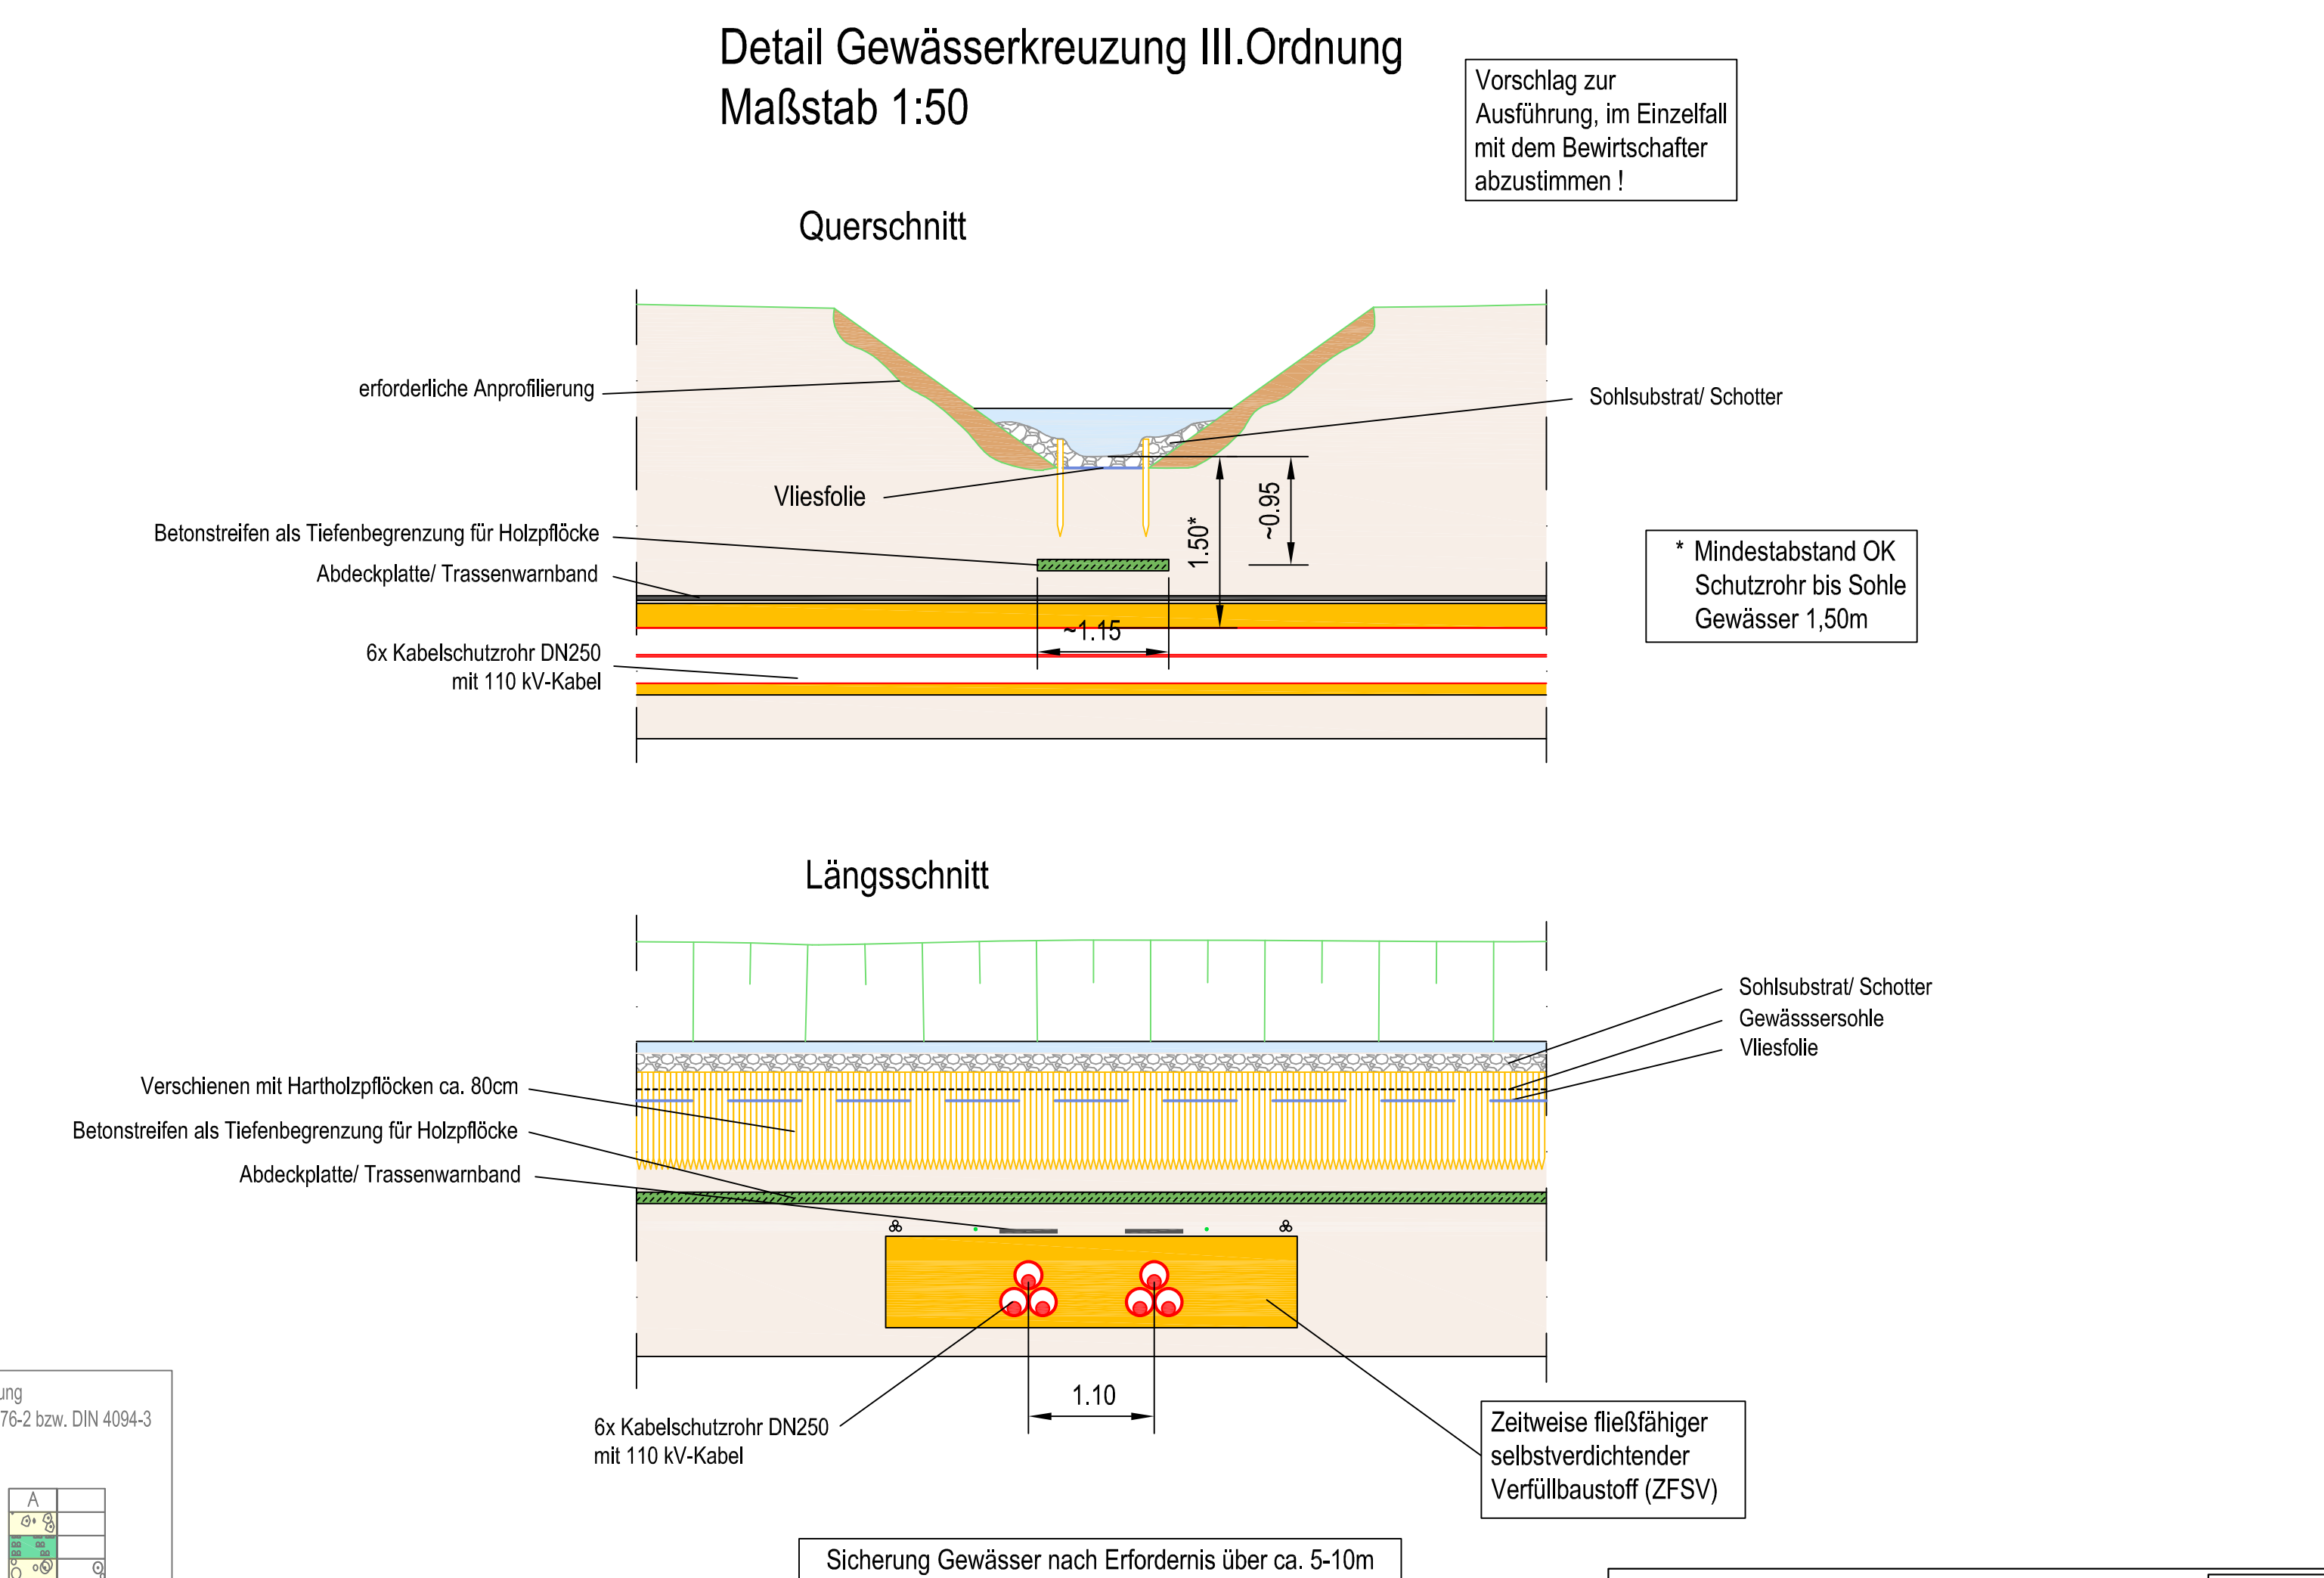 Detail Gewässerkreuzung III.Ordnung
Maßstab 1:50
Vorschlag zur
Ausführung, im Einzelfall
mit dem Bewirtschafter
abzustimmen !
Querschnitt
erforderliche Anprofilierung
Sohlsubstrat/ Schotter
Vliesfolie
Betonstreifen als Tiefenbegrenzung für Holzpflöcke
Abdeckplatte/ Trassenwarnband
6x Kabelschutzrohr DN250
mit 110 kV-Kabel
1.50*
~0.95
~1.15
* Mindestabstand OK
Schutzrohr bis Sohle
Gewässer 1,50m
Längsschnitt
Sohlsubstrat/ Schotter
Gewässsersohle
Vliesfolie
Verschienen mit Hartholzpflöcken ca. 80cm
Betonstreifen als Tiefenbegrenzung für Holzpflöcke
Abdeckplatte/ Trassenwarnband
1.10
6x Kabelschutzrohr DN250
mit 110 kV-Kabel
Zeitweise fließfähiger
selbstverdichtender
Verfüllbaustoff (ZFSV)
ung
76-2 bzw. DIN 4094-3
A
Sicherung Gewässer nach Erfordernis über ca. 5-10m